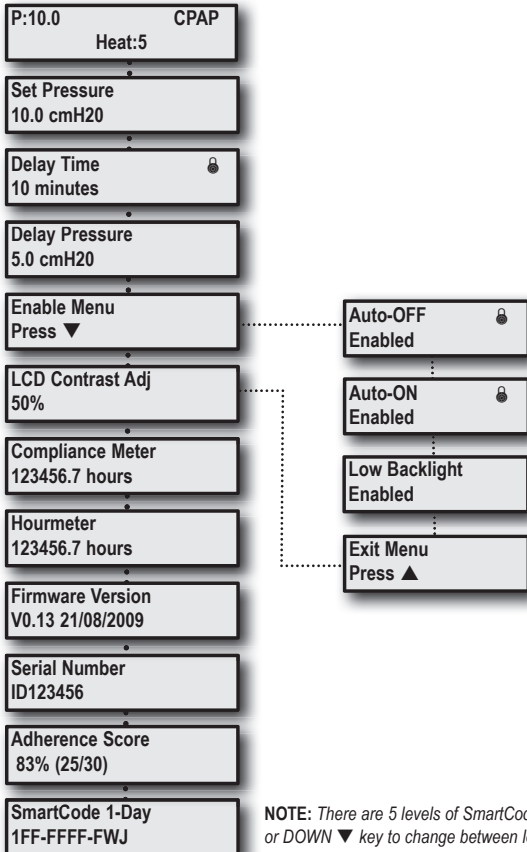 P:10.0 CPAP
Heat:5
Set Pressure
10.0 cmH20
Delay Time
10 minutes
Delay Pressure
5.0 cmH20
Enable Menu
Press ▼
LCD Contrast Adj
50%
Compliance Meter
123456.7 hours
Hourmeter
123456.7 hours
Firmware Version
V0.13 21/08/2009
Serial Number
ID123456
Adherence Score
83% (25/30)
SmartCode 1-Day
1FF-FFFF-FWJ
Auto-OFF
Enabled
Auto-ON
Enabled
Low Backlight
Enabled
Exit Menu
Press ▲
NOTE: There are 5 levels of SmartCod
or DOWN ▼ key to change between l